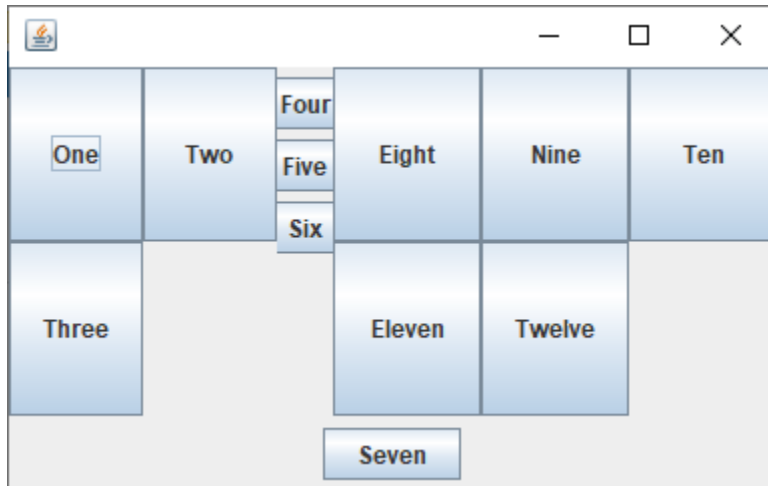 One Two Four Eight Nine Ten
Five
Six
Three Eleven Twelve
Seven